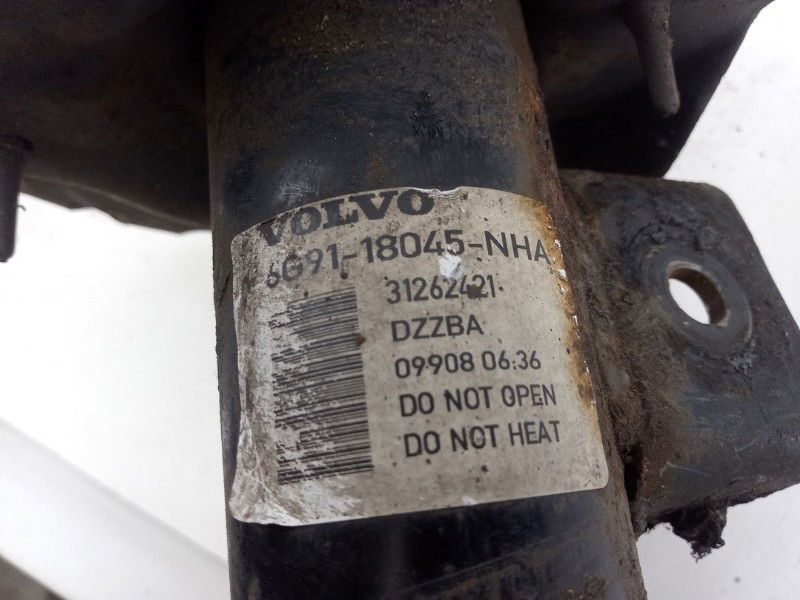 VOLVO
6G91-18045-NHA
31262421
DZZBA
09908 06:36
DO NOT OPEN
DO NOT HEAT